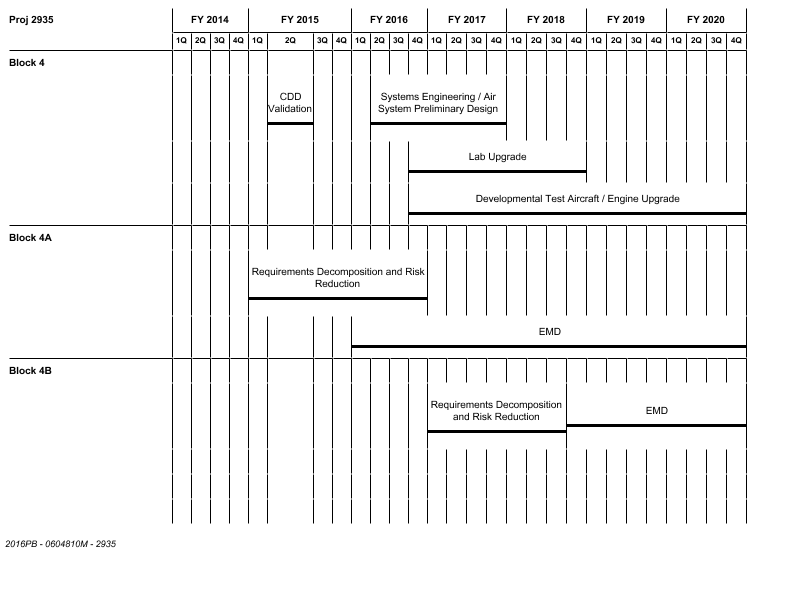 Proj 2935 FY 2014 FY 2015 FY 2016 FY 2017 FY 2018 FY 2019 FY 2020
1Q 2Q 3Q 4Q 1Q 2Q 3Q 4Q 1Q 2Q 3Q 4Q 1Q 2Q 3Q 4Q 1Q 2Q 3Q 4Q 1Q 2Q 3Q 4Q 1Q 2Q 3Q 4Q
Block 4
CDD
Validation
Systems Engineering / Air
System Preliminary Design
Lab Upgrade
Developmental Test Aircraft / Engine Upgrade
Block 4A
Requirements Decomposition and Risk
Reduction
EMD
Block 4B
Requirements Decomposition
and Risk Reduction
EMD
2016PB - 0604810M - 2935